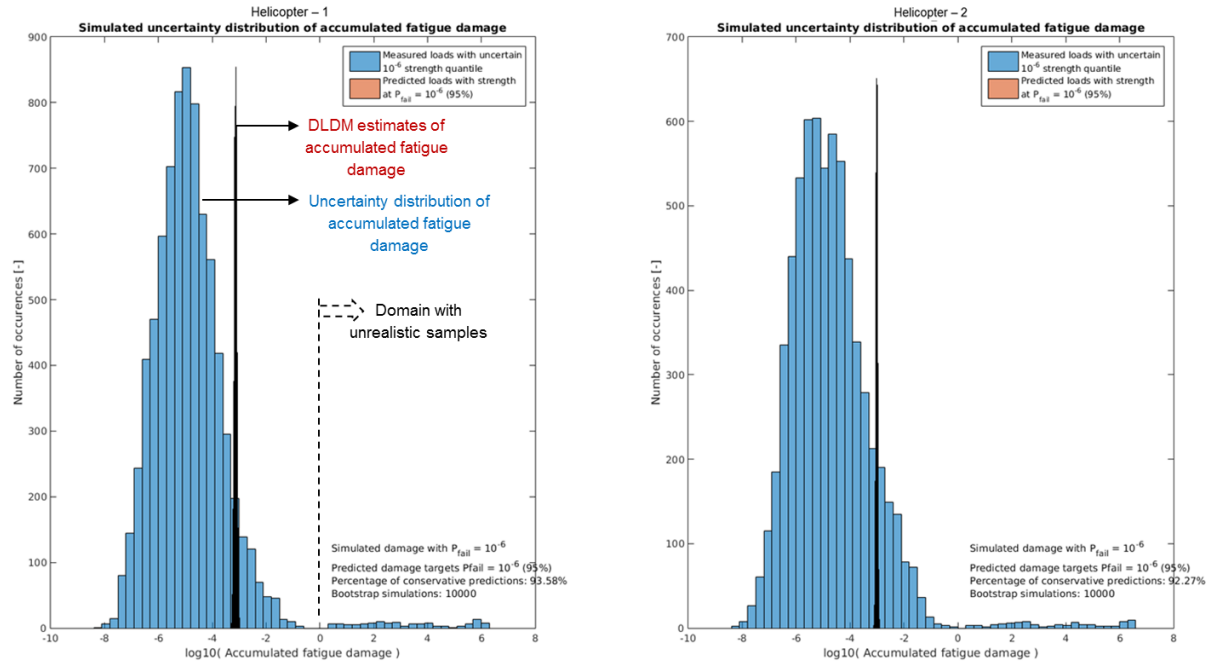 Helicopter – 1
Simulated uncertainty distribution of accumulated fatigue damage
900
800
700
600
500
400
300
200
100
0
Number of occurences [-]
-10
-8
-6
-4
-2
0
2
4
6
8
log10( Accumulated fatigue damage )
Measured loads with uncertain
10⁻⁶ strength quantile
Predicted loads with strength
at P_fail = 10⁻⁶ (95%)
DLDM estimates of
accumulated fatigue
damage
Uncertainty distribution of
accumulated fatigue
damage
Domain with
unrealistic samples
Simulated damage with P_fail = 10⁻⁶
Predicted damage targets Pfail = 10⁻⁶ (95%)
Percentage of conservative predictions: 93.58%
Bootstrap simulations: 10000
Helicopter – 2
Simulated uncertainty distribution of accumulated fatigue damage
700
600
500
400
300
200
100
0
Number of occurences [-]
-10
-8
-6
-4
-2
0
2
4
6
8
log10( Accumulated fatigue damage )
Measured loads with uncertain
10⁻⁶ strength quantile
Predicted loads with strength
at P_fail = 10⁻⁶ (95%)
Simulated damage with P_fail = 10⁻⁶
Predicted damage targets Pfail = 10⁻⁶ (95%)
Percentage of conservative predictions: 92.27%
Bootstrap simulations: 10000